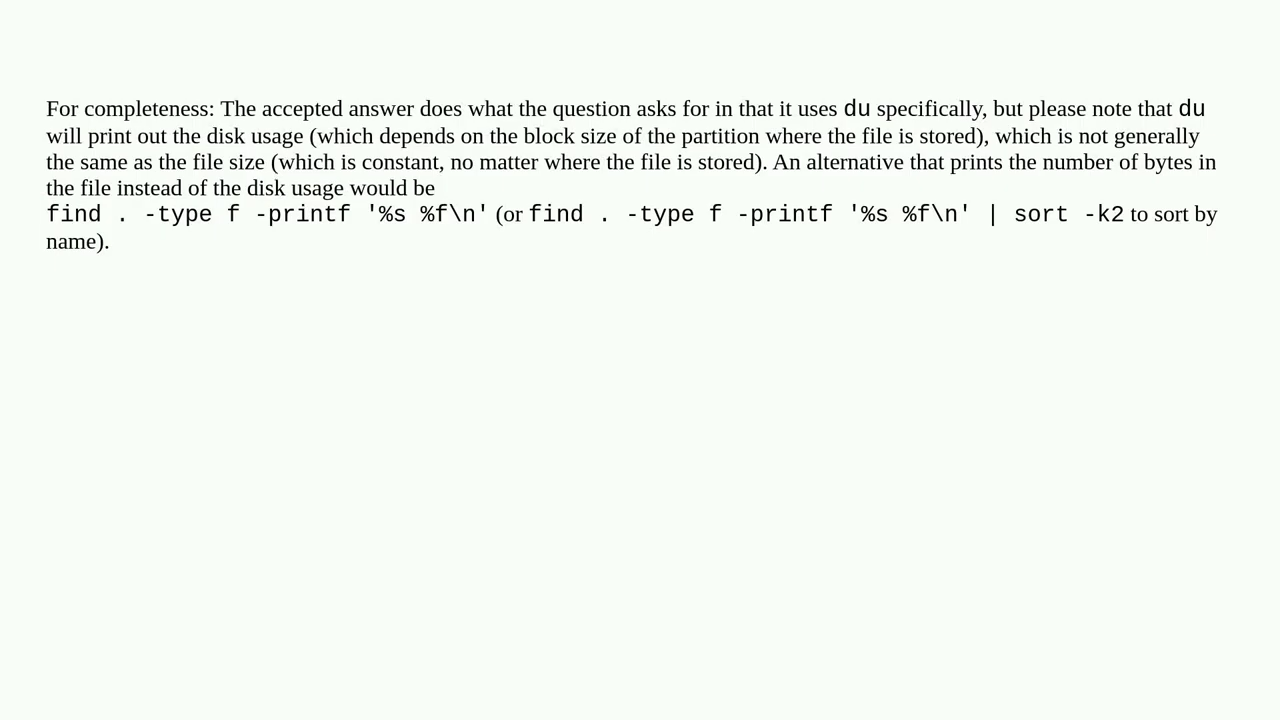 For completeness: The accepted answer does what the question asks for in that it uses du specifically, but please note that du
will print out the disk usage (which depends on the block size of the partition where the file is stored), which is not generally
the same as the file size (which is constant, no matter where the file is stored). An alternative that prints the number of bytes in
the file instead of the disk usage would be
find . -type f -printf '%s %f\n' (or find . -type f -printf '%s %f\n' | sort -k2 to sort by
name).